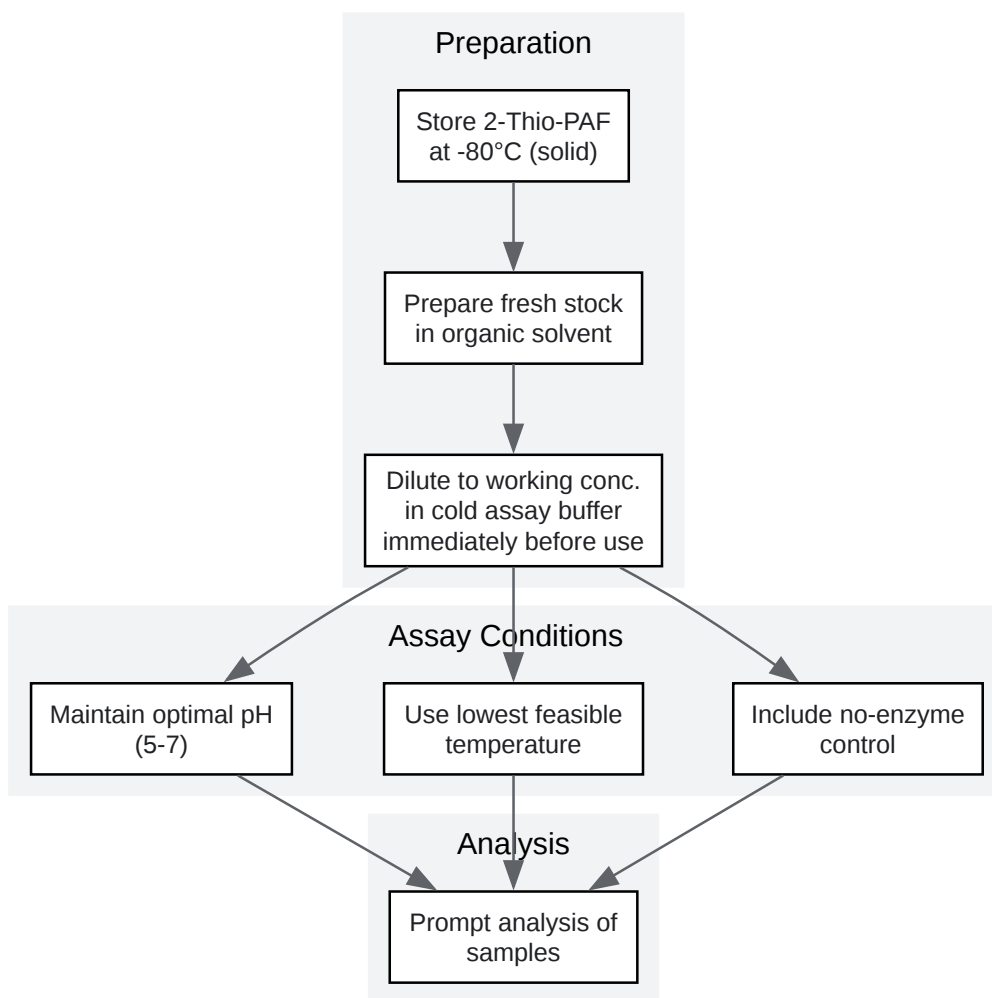 Preparation
Store 2-Thio-PAF
at -80°C (solid)
Prepare fresh stock
in organic solvent
Dilute to working conc.
in cold assay buffer
immediately before use
Assay Conditions
Maintain optimal pH
(5-7)
Use lowest feasible
temperature
Include no-enzyme
control
Analysis
Prompt analysis of
samples